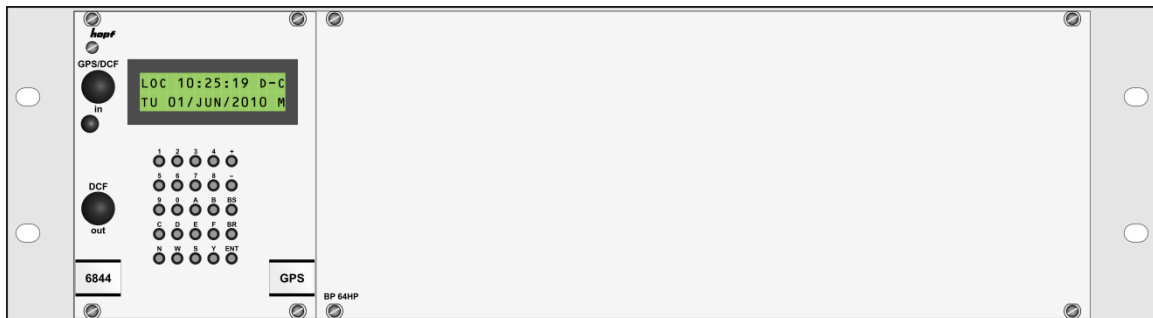 hopf
GPS/DCF
in
LOC 10:25:19 D-C
TU 01/JUN/2010 M
1 2 3 4 +
5 6 7 8 -
9 0 A B BS
C D E F BR
N W S Y ENT
DCF
out
6844
GPS
BP 64HP